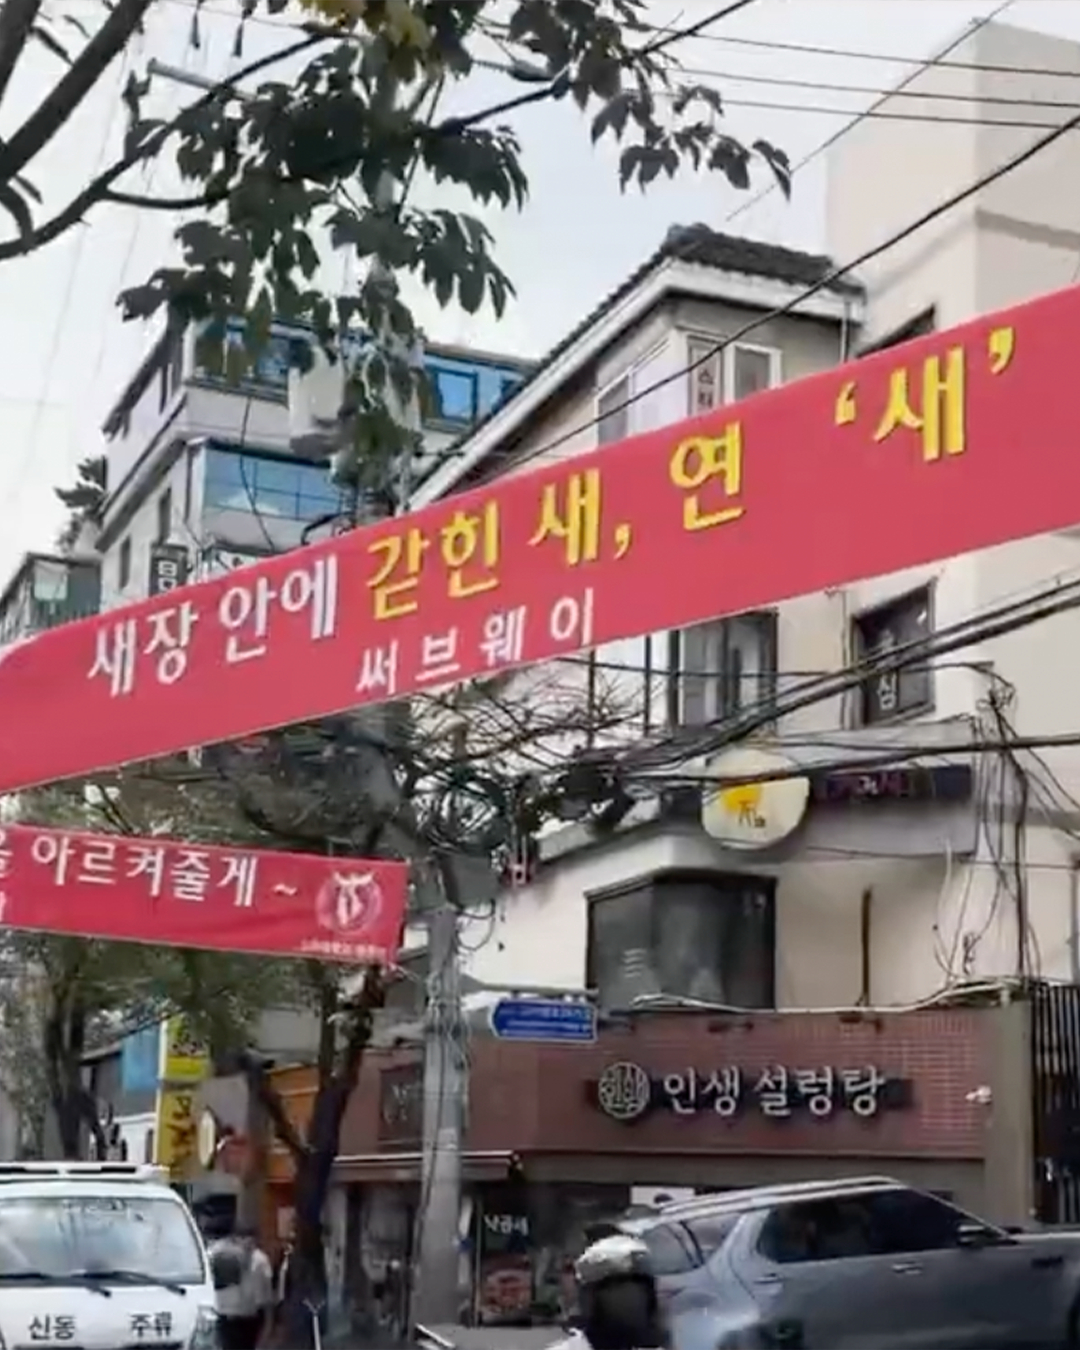 새장 안에 갇힌 새, 연 ‘새’
써브웨이
아르켜줄게 ~
인생 설렁탕
신동 주류